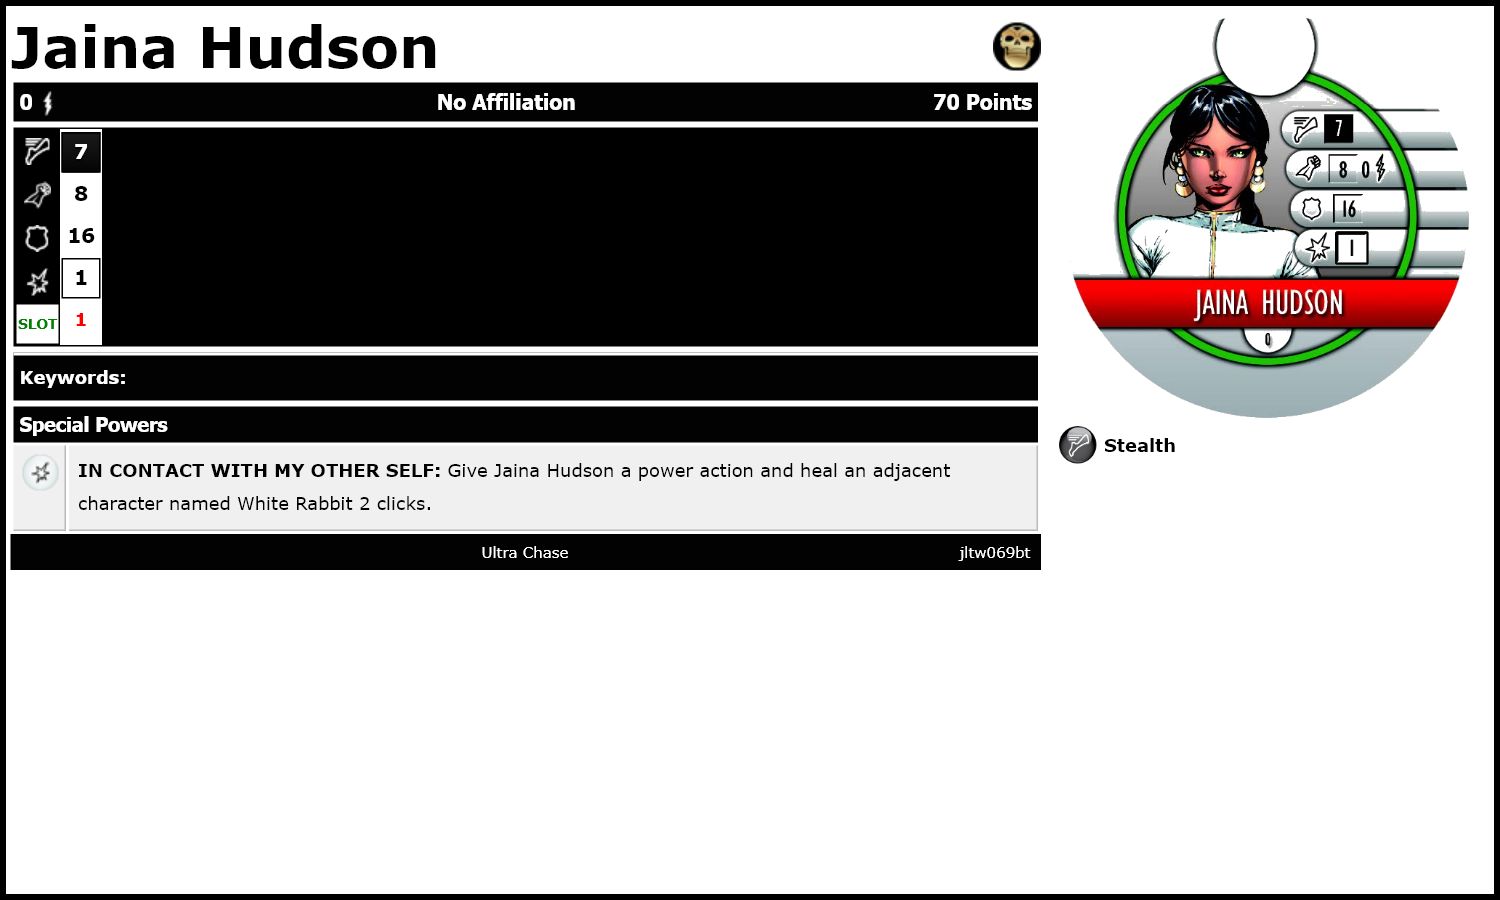 Jaina Hudson
0 No Affiliation 70 Points
7
8
16
1
SLOT 1
Keywords:
Special Powers
IN CONTACT WITH MY OTHER SELF: Give Jaina Hudson a power action and heal an adjacent
character named White Rabbit 2 clicks.
Ultra Chase jltw069bt
7
8 0
16
1
JAINA HUDSON
0
Stealth